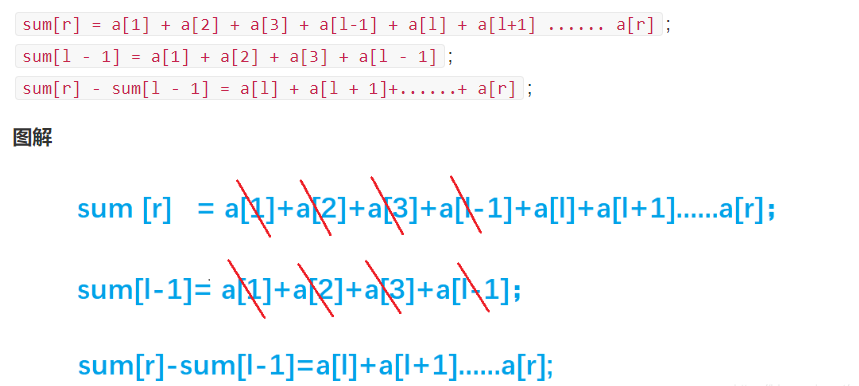 sum[r] = a[1] + a[2] + a[3] + a[l-1] + a[l] + a[l+1] ...... a[r] ;
sum[l - 1] = a[1] + a[2] + a[3] + a[l - 1] ;
sum[r] - sum[l - 1] = a[l] + a[l + 1]+......+ a[r] ;
图解
sum [r] = a[1]+a[2]+a[3]+a[l-1]+a[l]+a[l+1]......a[r];
sum[l-1]= a[1]+a[2]+a[3]+a[l-1];
sum[r]-sum[l-1]=a[l]+a[l+1]......a[r];